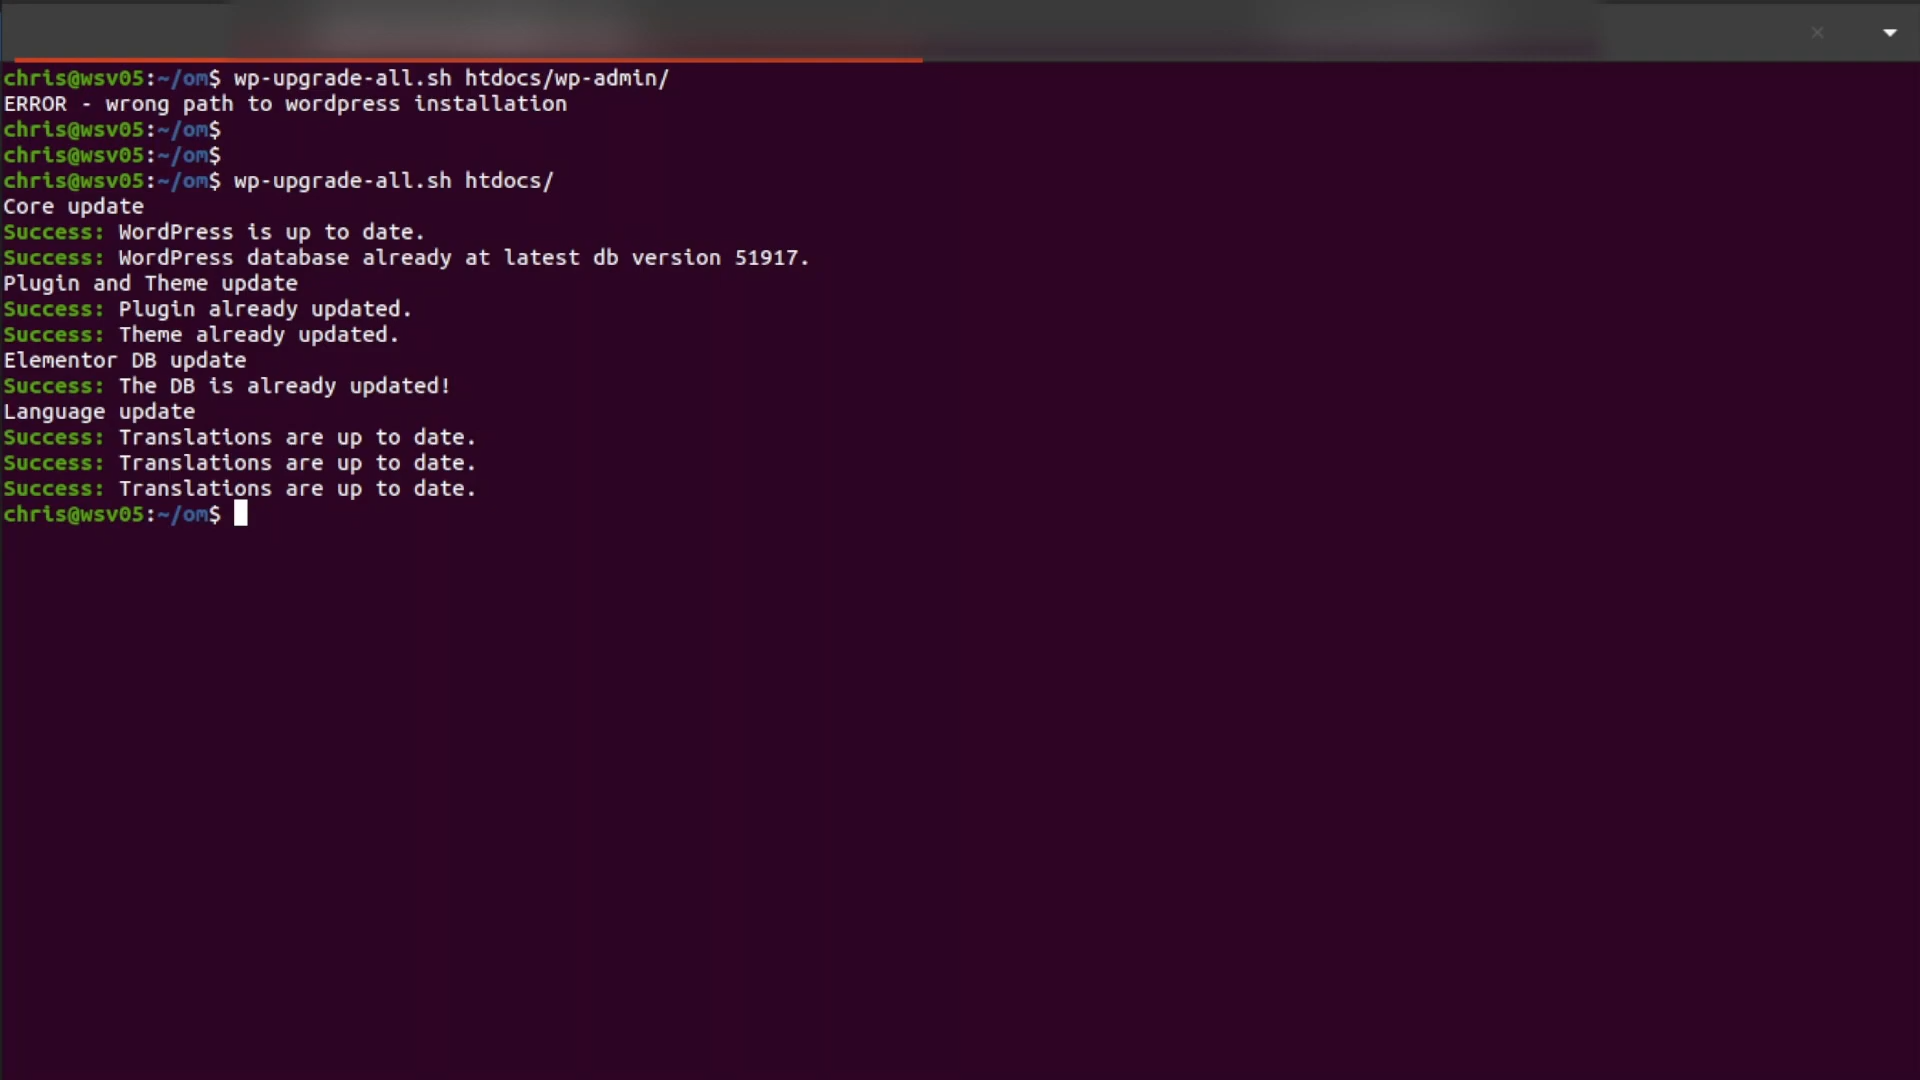 chris@wsv05:~/om$ wp-upgrade-all.sh htdocs/wp-admin/
ERROR - wrong path to wordpress installation
chris@wsv05:~/om$
chris@wsv05:~/om$
chris@wsv05:~/om$ wp-upgrade-all.sh htdocs/
Core update
Success: WordPress is up to date.
Success: WordPress database already at latest db version 51917.
Plugin and Theme update
Success: Plugin already updated.
Success: Theme already updated.
Elementor DB update
Success: The DB is already updated!
Language update
Success: Translations are up to date.
Success: Translations are up to date.
Success: Translations are up to date.
chris@wsv05:~/om$